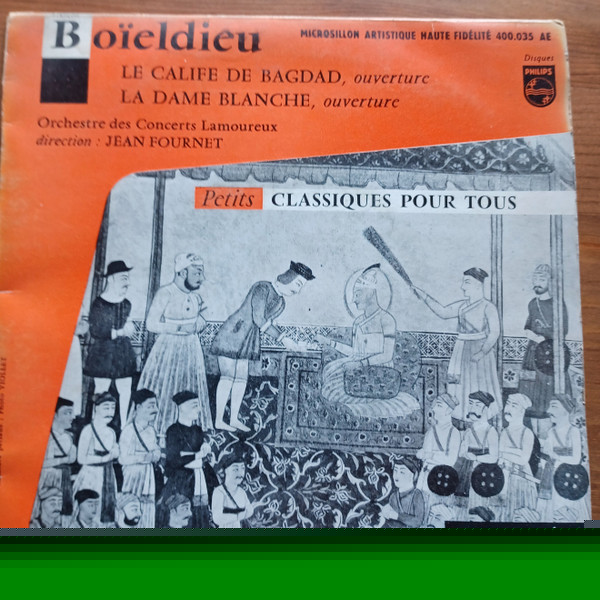 Boïeldieu
MICROSILLON ARTISTIQUE HAUTE FIDÉLITÉ 400.035 AE
Disques
PHILIPS
LE CALIFE DE BAGDAD, ouverture
LA DAME BLANCHE, ouverture
Orchestre des Concerts Lamoureux
direction : JEAN FOURNET
Petits CLASSIQUES POUR TOUS